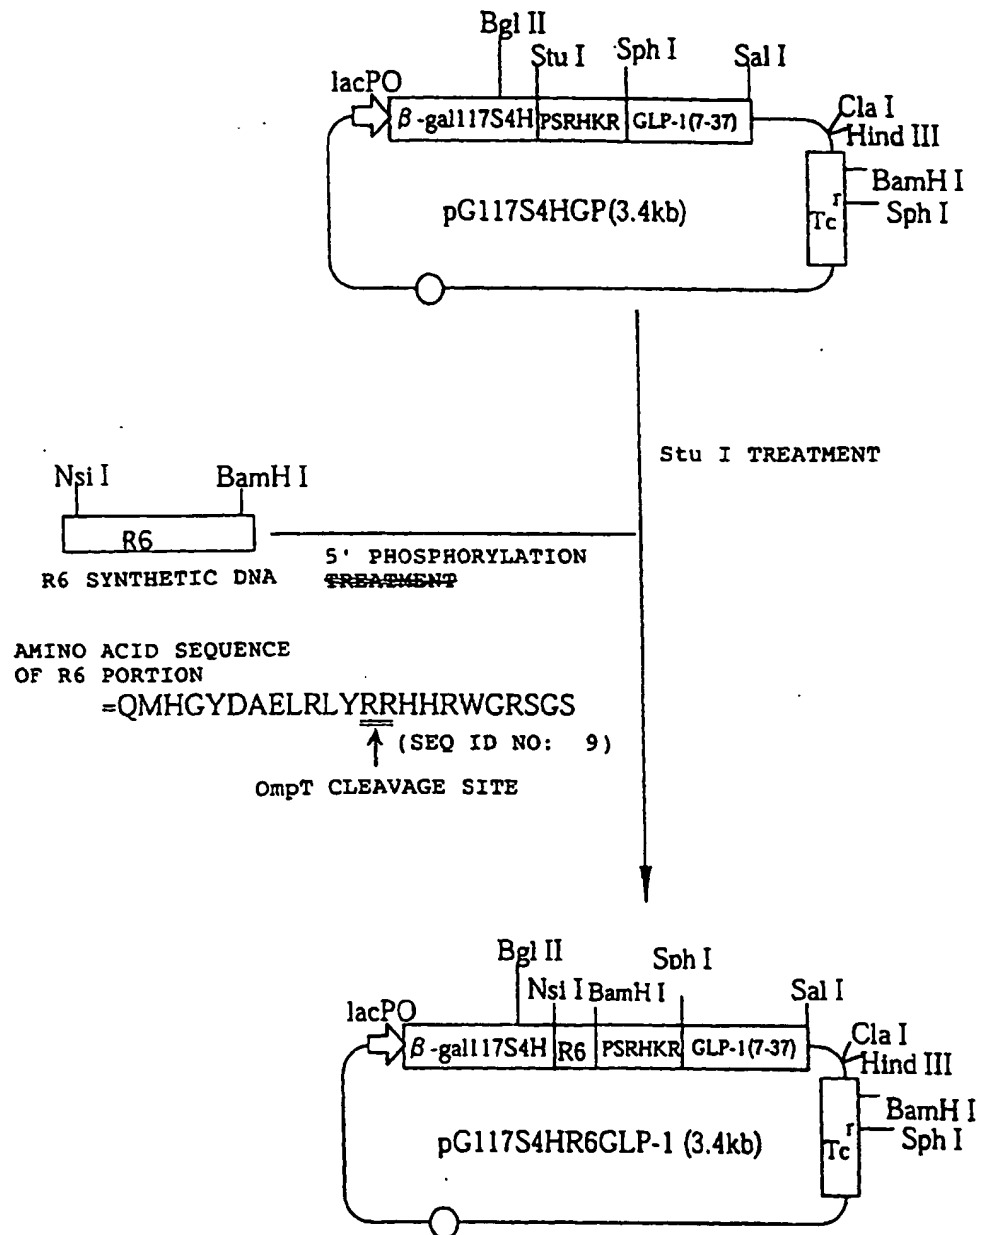 Bgl II
Stu I
Sph I
Sal I
lacPO
β-gal117S4H
PSRHKR
GLP-1(7-37)
Cla I
Hind III
BamH I
Sph I
Tc r
pG117S4HGP(3.4kb)
Stu I TREATMENT
Nsi I
BamH I
R6
R6 SYNTHETIC DNA
5' PHOSPHORYLATION
TREATMENT
AMINO ACID SEQUENCE
OF R6 PORTION
=QMHGYDAELRLYRRHHRWGRSGS
(SEQ ID NO: 9)
OmpT CLEAVAGE SITE
Bgl II
Sph I
Nsi I
BamH I
Sal I
lacPO
β-gal117S4H
R6
PSRHKR
GLP-1(7-37)
Cla I
Hind III
BamH I
Sph I
Tc r
pG117S4HR6GLP-1 (3.4kb)